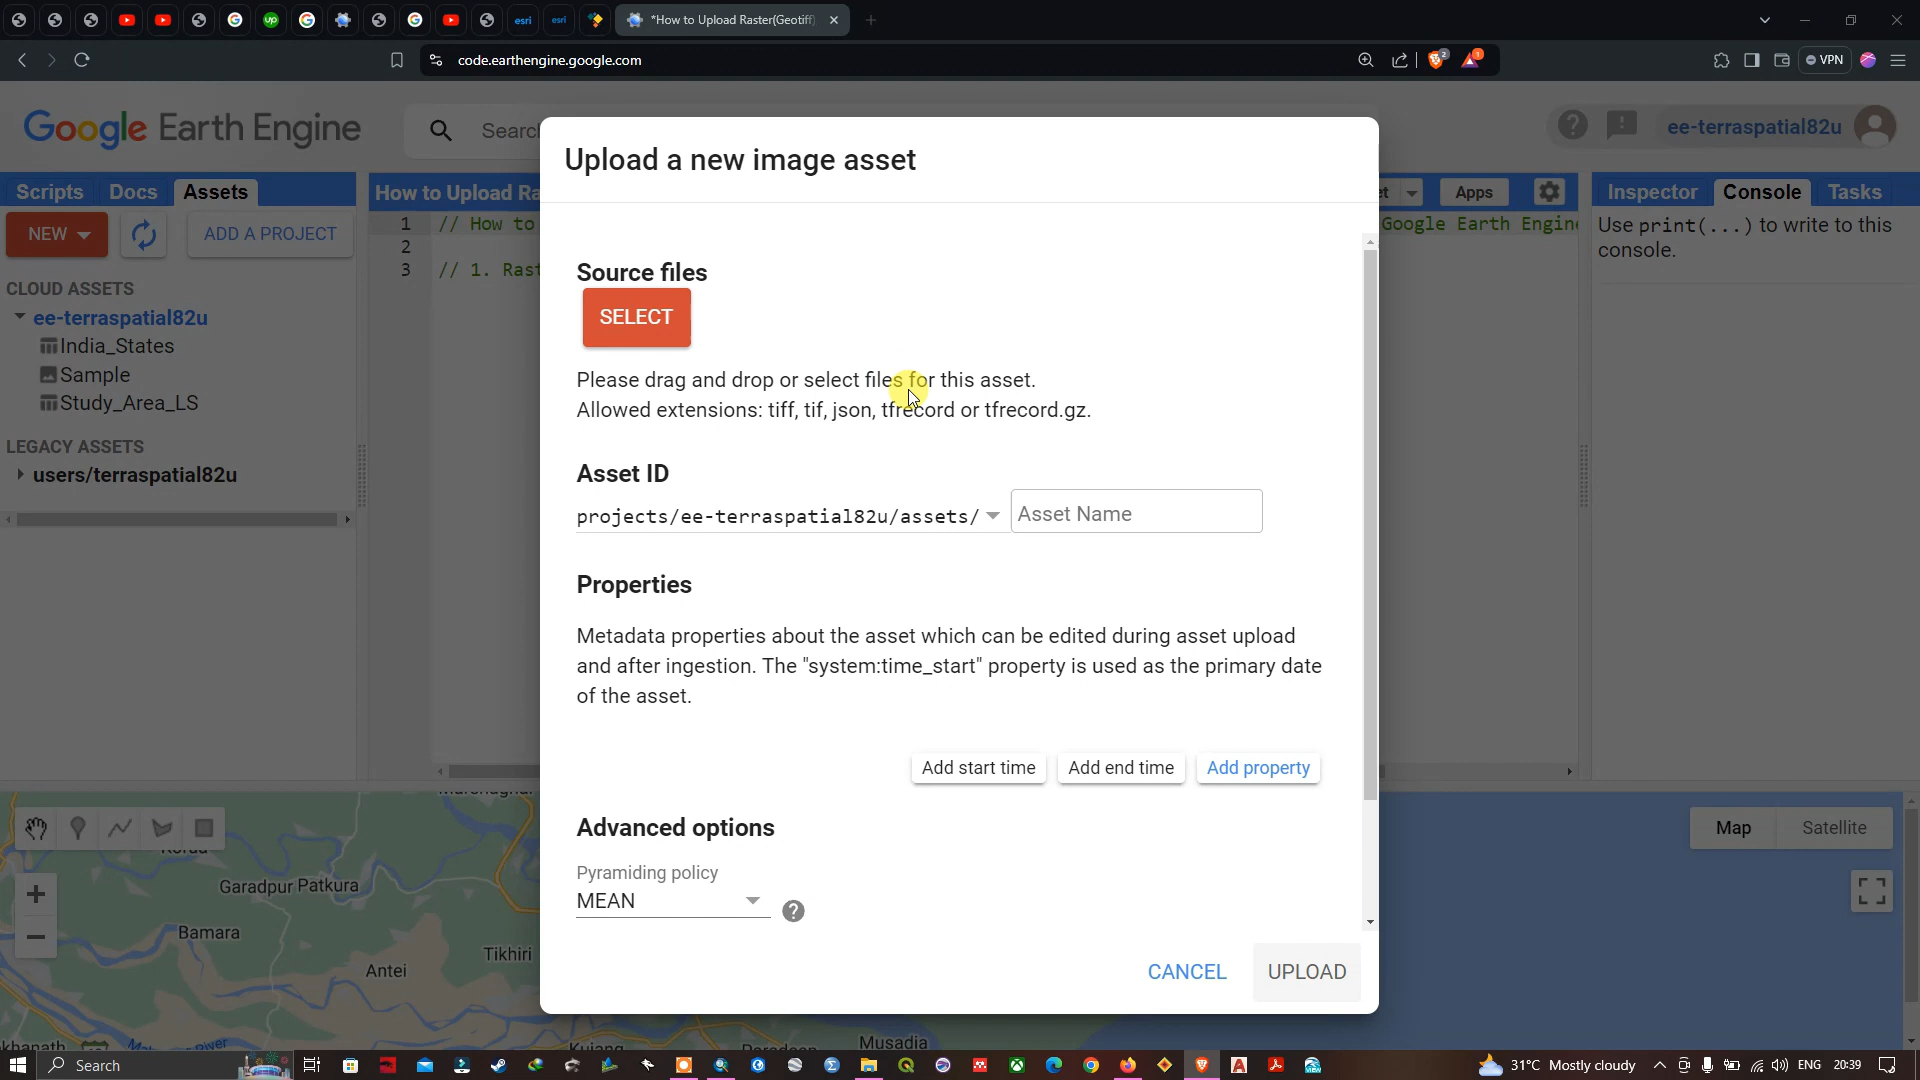 *How to Upload Raster(Geotiff)
code.earthengine.google.com
2
1
VPN
Google Earth Engine
Search
ee-terraspatial82u
Scripts
Docs
Assets
NEW
ADD A PROJECT
CLOUD ASSETS
ee-terraspatial82u
India_States
Sample
Study_Area_LS
LEGACY ASSETS
users/terraspatial82u
How to Upload Ra
Apps
1 // How to
Google Earth Engine
2
3 // 1. Rast
Inspector
Console
Tasks
Use print(...) to write to this
console.
Upload a new image asset
Source files
SELECT
Please drag and drop or select files for this asset.
Allowed extensions: tiff, tif, json, tfrecord or tfrecord.gz.
Asset ID
projects/ee-terraspatial82u/assets/
Asset Name
Properties
Metadata properties about the asset which can be edited during asset upload
and after ingestion. The "system:time_start" property is used as the primary date
of the asset.
Add start time
Add end time
Add property
Advanced options
Pyramiding policy
MEAN
CANCEL
UPLOAD
Map
Satellite
Garadpur
Patkura
Bamara
Tikhiri
Antei
Musadia
Search
31°C Mostly cloudy
ENG
20:39